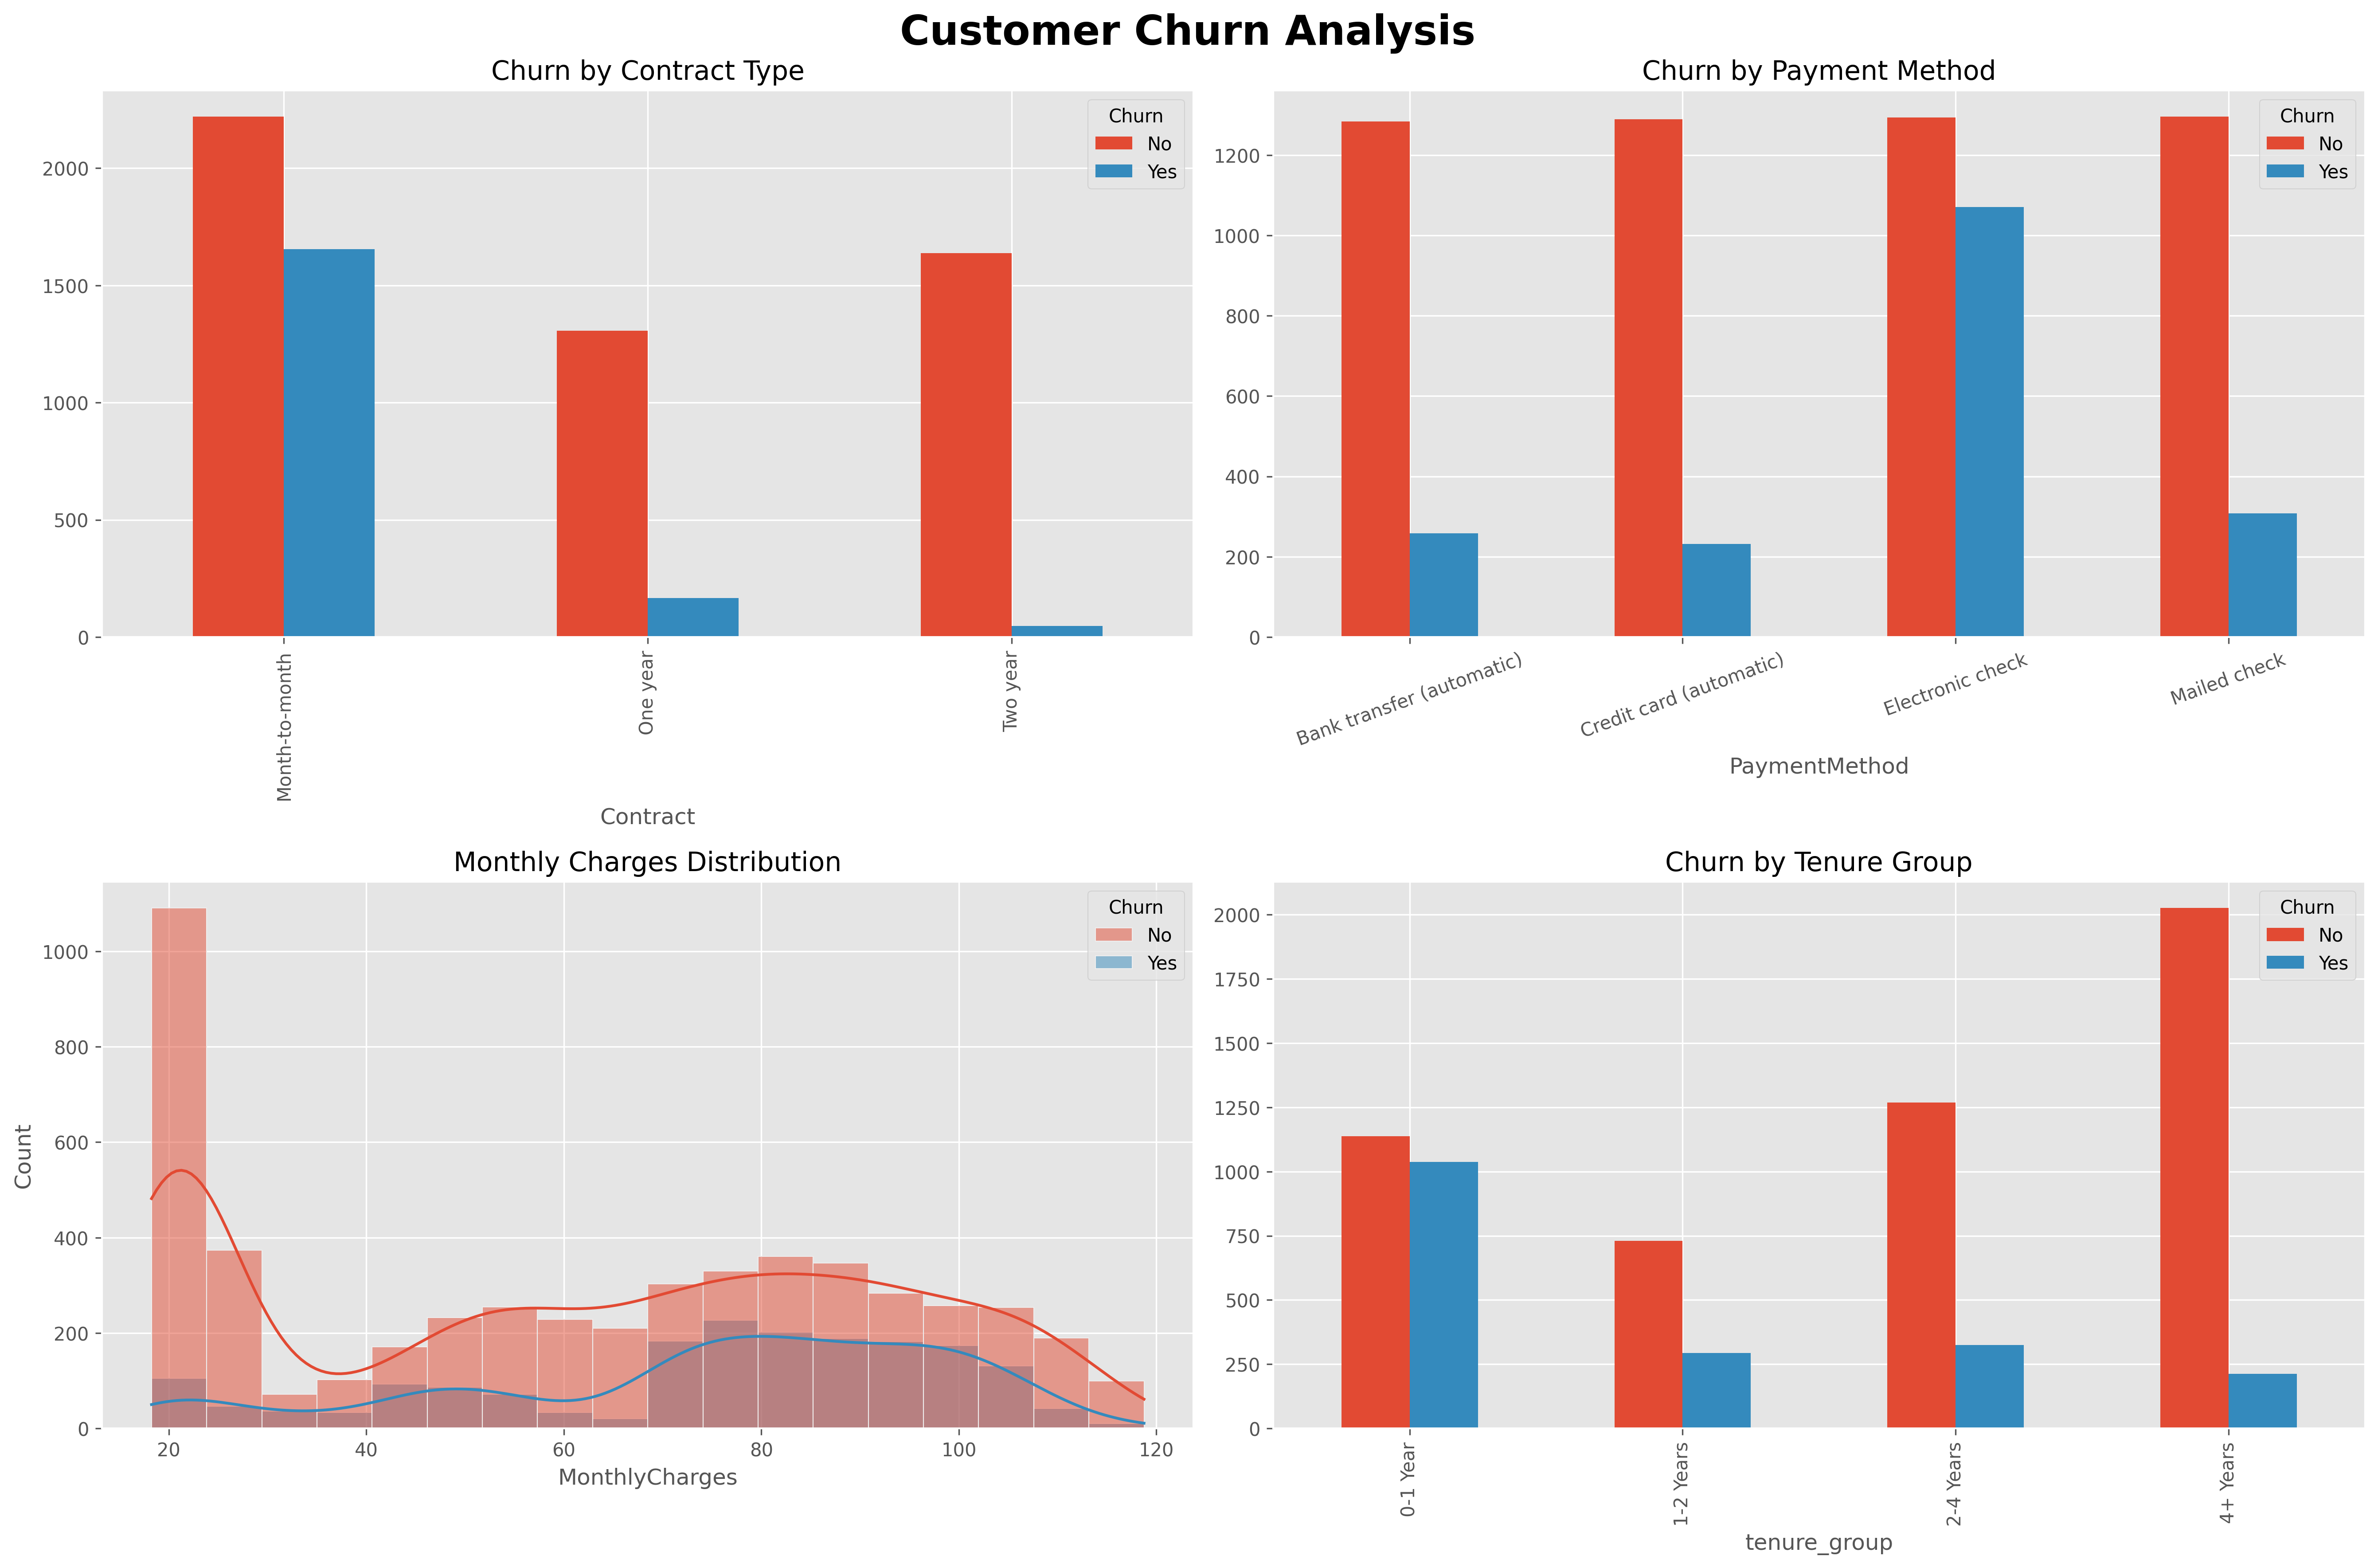 Customer Churn Analysis
Churn by Contract Type
Churn
No
Yes
2000
1500
1000
500
0
Month-to-month
One year
Two year
Contract
Churn by Payment Method
Churn
No
Yes
1200
1000
800
600
400
200
0
Bank transfer (automatic)
Credit card (automatic)
Electronic check
Mailed check
PaymentMethod
Monthly Charges Distribution
Churn
No
Yes
Count
1000
800
600
400
200
0
20
40
60
80
100
120
MonthlyCharges
Churn by Tenure Group
Churn
No
Yes
2000
1750
1500
1250
1000
750
500
250
0
0-1 Year
1-2 Years
2-4 Years
4+ Years
tenure_group